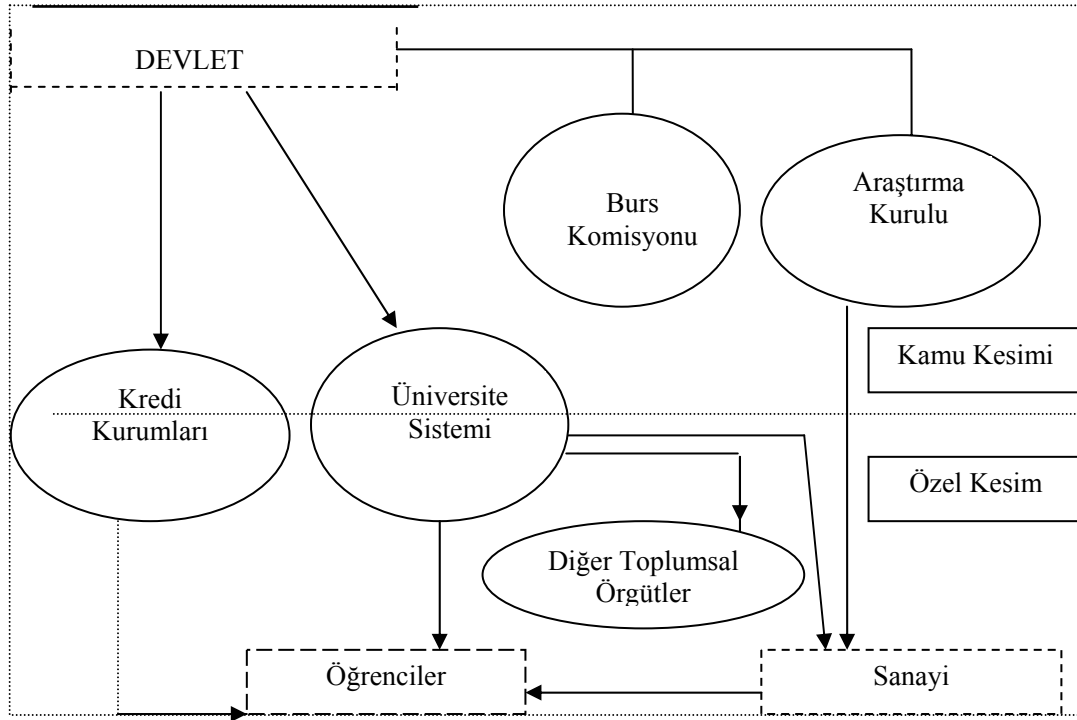 DEVLET
Burs
Komisyonu
Araştırma
Kurulu
Kamu Kesimi
Kredi
Kurumları
Üniversite
Sistemi
Özel Kesim
Diğer Toplumsal
Örgütler
Öğrenciler
Sanayi